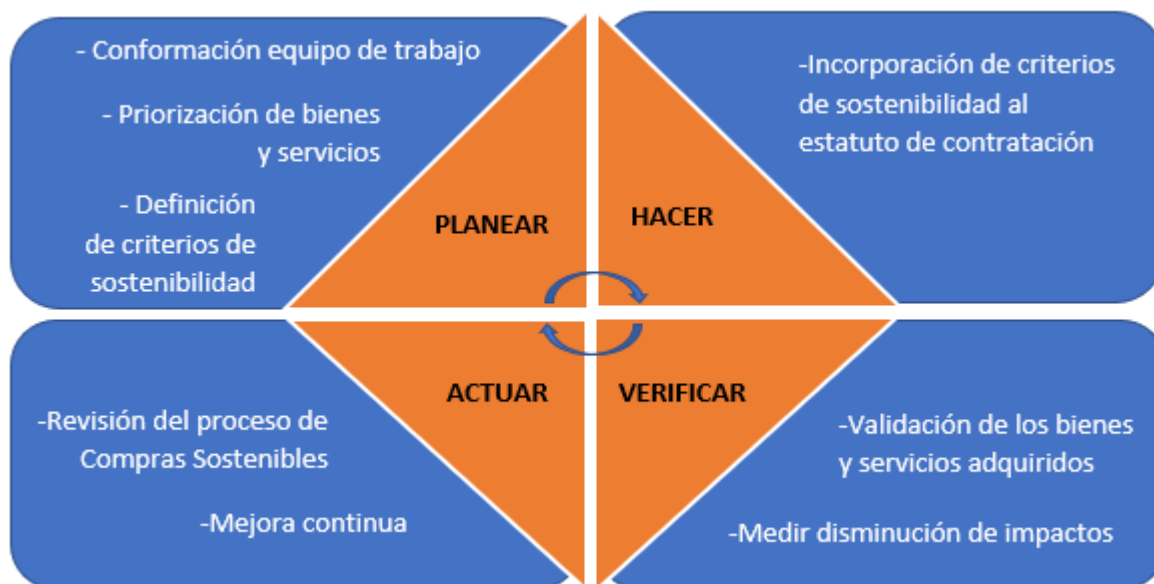 - Conformación equipo de trabajo
- Priorización de bienes
y servicios
- Definición
de criterios de
sostenibilidad
PLANEAR
-Incorporación de criterios
de sostenibilidad al
estatuto de contratación
HACER
-Revisión del proceso de
Compras Sostenibles
-Mejora continua
ACTUAR
VERIFICAR
-Validación de los bienes
y servicios adquiridos
-Medir disminución de impactos